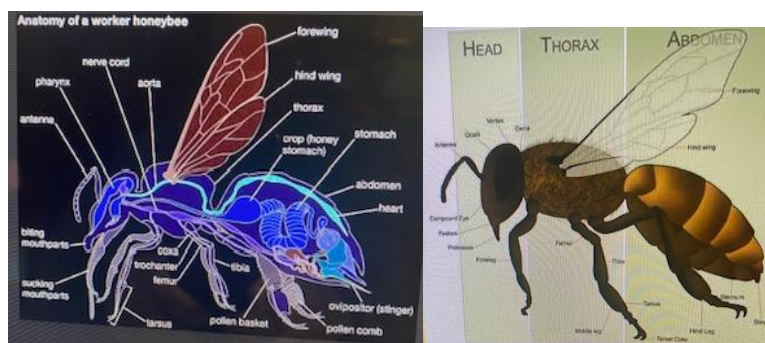 Anatomy of a worker honeybee
forewing
nerve cord
hind wing
pharynx
aorta
thorax
antenna
crop (honey
stomach)
stomach
abdomen
heart
biting
mouthparts
coxa
trochanter
femur
tibia
sucking
mouthparts
tarsus
pollen basket
ovipositor (stinger)
pollen comb
HEAD
THORAX
ABDOMEN
Forewing
Vertex
Ocelli
Gena
Antenna
Hind wing
Compound Eye
Proboscis
Foreleg
Femur
Tibia
Tarsus
Middle leg
Tarsal Claw
Hind Leg